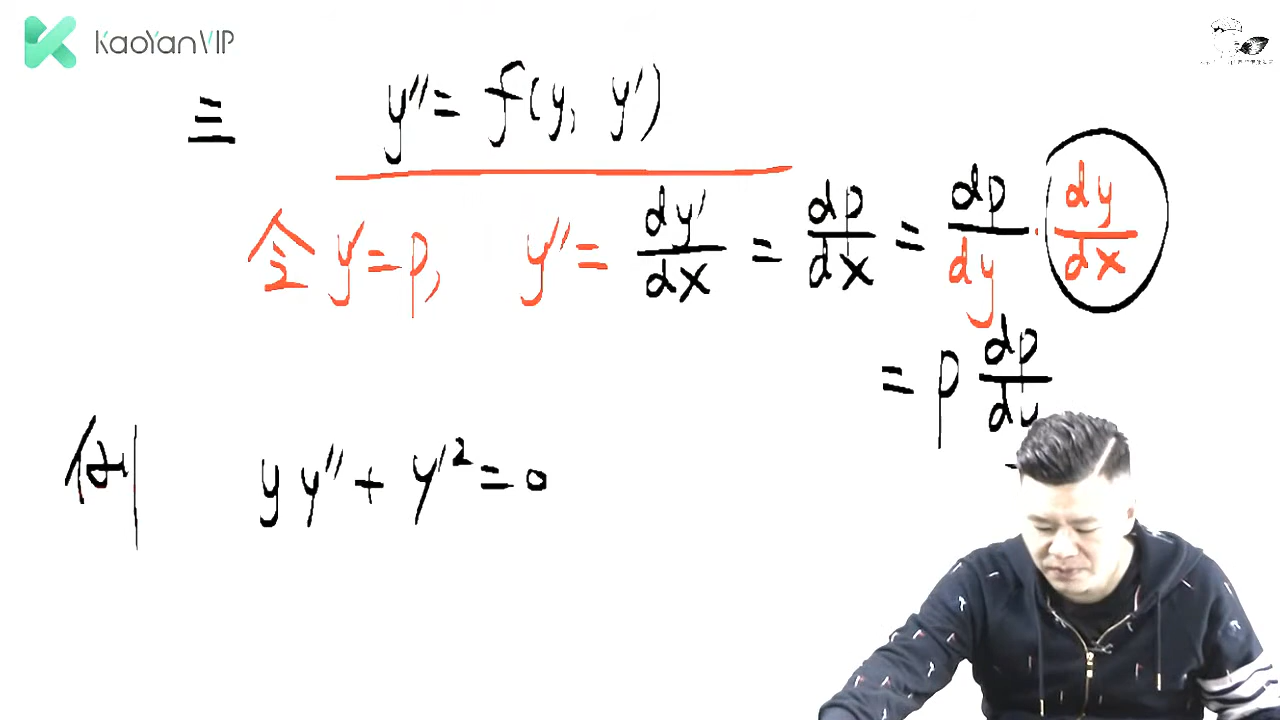 KaoYanVIP
三 y''= f(y, y')
令 y'=p, y''= dy'/dx = dp/dx = dp/dy · dy/dx
= p dp/dy
例 yy''+ y'²=0